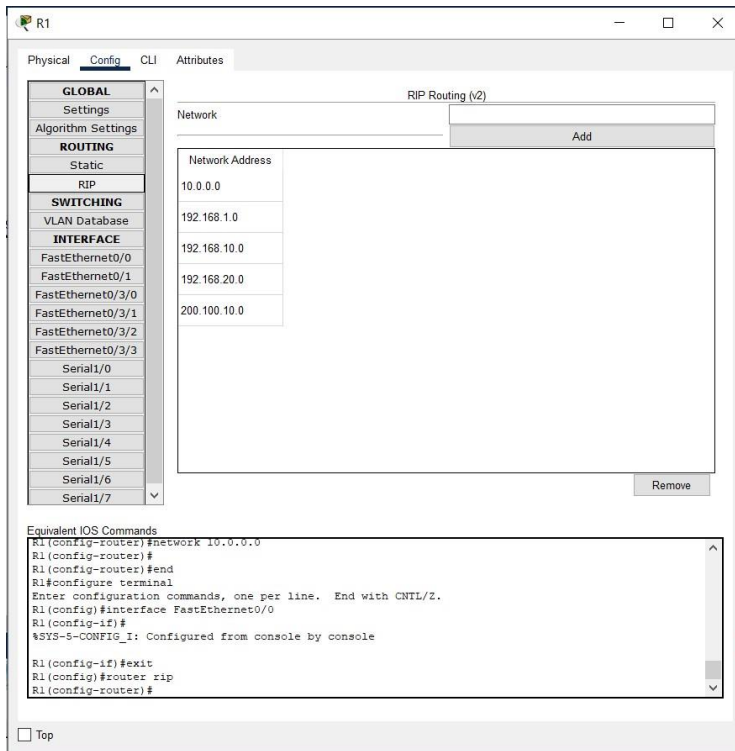 R1
Physical Config CLI Attributes
GLOBAL
Settings
Algorithm Settings
ROUTING
Static
RIP
SWITCHING
VLAN Database
INTERFACE
FastEthernet0/0
FastEthernet0/1
FastEthernet0/3/0
FastEthernet0/3/1
FastEthernet0/3/2
FastEthernet0/3/3
Serial1/0
Serial1/1
Serial1/2
Serial1/3
Serial1/4
Serial1/5
Serial1/6
Serial1/7
RIP Routing (v2)
Network
Add
Network Address
10.0.0.0
192.168.1.0
192.168.10.0
192.168.20.0
200.100.10.0
Remove
Equivalent IOS Commands
R1(config-router)#network 10.0.0.0
R1(config-router)#
R1(config-router)#end
R1#configure terminal
Enter configuration commands, one per line.  End with CNTL/Z.
R1(config)#interface FastEthernet0/0
R1(config-if)#
%SYS-5-CONFIG_I: Configured from console by console
R1(config-if)#exit
R1(config)#router rip
R1(config-router)#
Top